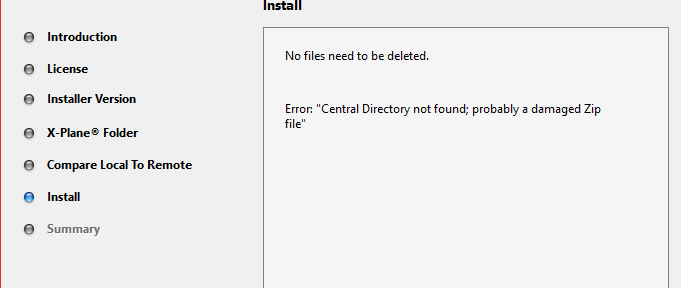 Install
Introduction
License
Installer Version
X-Plane® Folder
Compare Local To Remote
Install
Summary
No files need to be deleted.
Error: "Central Directory not found; probably a damaged Zip
file"